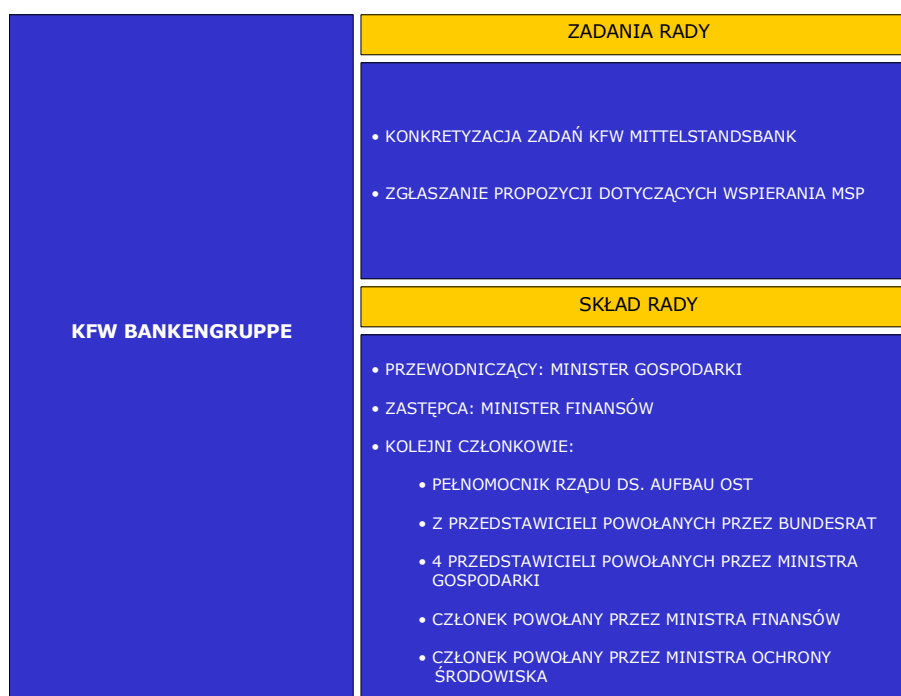 KFW BANKENGRUPPE
ZADANIA RADY
• KONKRETYZACJA ZADAŃ KFW MITTELSTANDSBANK
• ZGŁASZANIE PROPOZYCJI DOTYCZĄCYCH WSPIERANIA MSP
SKŁAD RADY
• PRZEWODNICZĄCY: MINISTER GOSPODARKI
• ZASTĘPCA: MINISTER FINANSÓW
• KOLEJNI CZŁONKOWIE:
• PEŁNOMOCNIK RZĄDU DS. AUFBAU OST
• Z PRZEDSTAWICIELI POWOŁANYCH PRZEZ BUNDESRAT
• 4 PRZEDSTAWICIELI POWOŁANYCH PRZEZ MINISTRA
GOSPODARKI
• CZŁONEK POWOŁANY PRZEZ MINISTRA FINANSÓW
• CZŁONEK POWOŁANY PRZEZ MINISTRA OCHRONY
ŚRODOWISKA